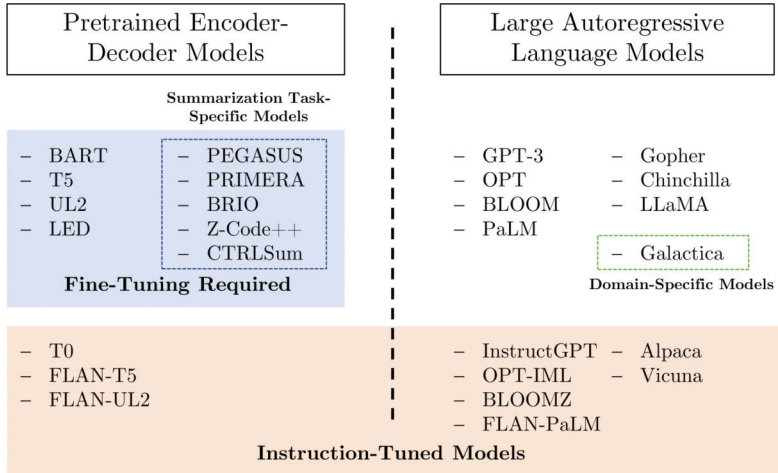 Pretrained Encoder-
Decoder Models
Large Autoregressive
Language Models
Summarization Task-
Specific Models
– BART
– T5
– UL2
– LED
– PEGASUS
– PRIMERA
– BRIO
– Z-Code++
– CTRLSum
Fine-Tuning Required
– GPT-3
– OPT
– BLOOM
– PaLM
– Gopher
– Chinchilla
– LLaMA
– Galactica
Domain-Specific Models
– T0
– FLAN-T5
– FLAN-UL2
– InstructGPT
– OPT-IML
– BLOOMZ
– FLAN-PaLM
– Alpaca
– Vicuna
Instruction-Tuned Models